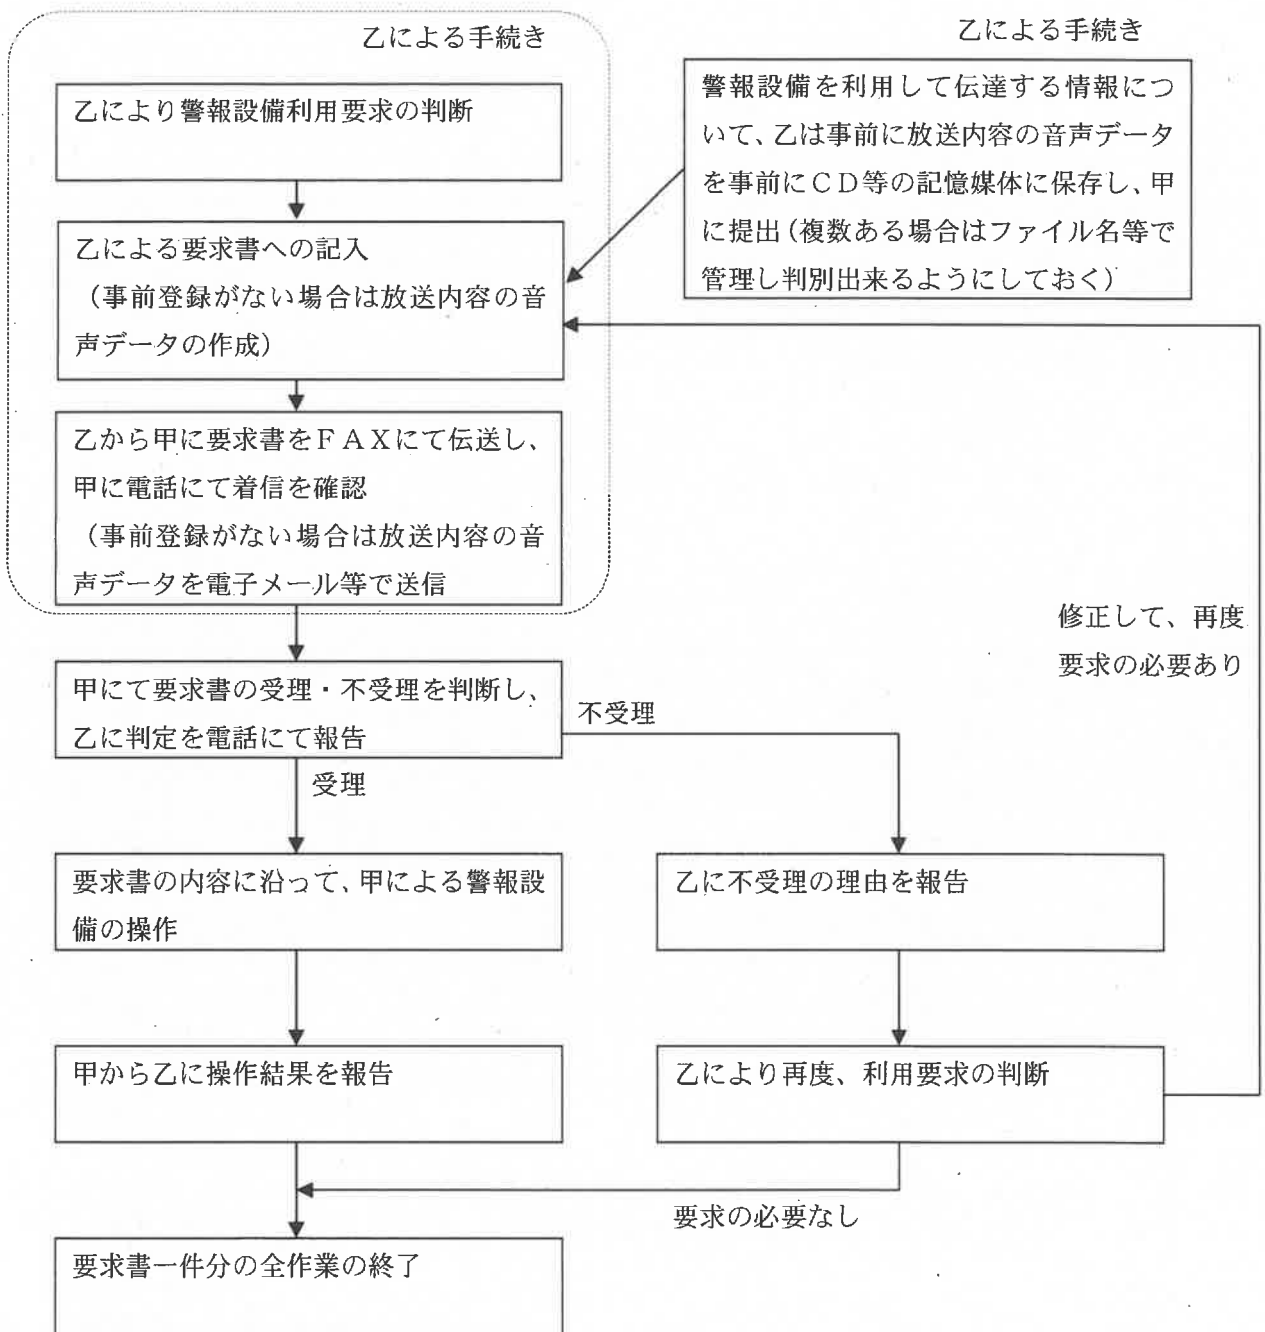 乙による手続き
乙により警報設備利用要求の判断
乙による要求書への記入
（事前登録がない場合は放送内容の音
声データの作成）
乙から甲に要求書をＦＡＸにて伝送し、
甲に電話にて着信を確認
（事前登録がない場合は放送内容の音
声データを電子メール等で送信
乙による手続き
警報設備を利用して伝達する情報につ
いて、乙は事前に放送内容の音声データ
を事前にＣＤ等の記憶媒体に保存し、甲
に提出（複数ある場合はファイル名等で
管理し判別出来るようにしておく）
甲にて要求書の受理・不受理を判断し、
乙に判定を電話にて報告
不受理
受理
修正して、再度
要求の必要あり
要求書の内容に沿って、甲による警報設
備の操作
乙に不受理の理由を報告
甲から乙に操作結果を報告
乙により再度、利用要求の判断
要求の必要なし
要求書一件分の全作業の終了